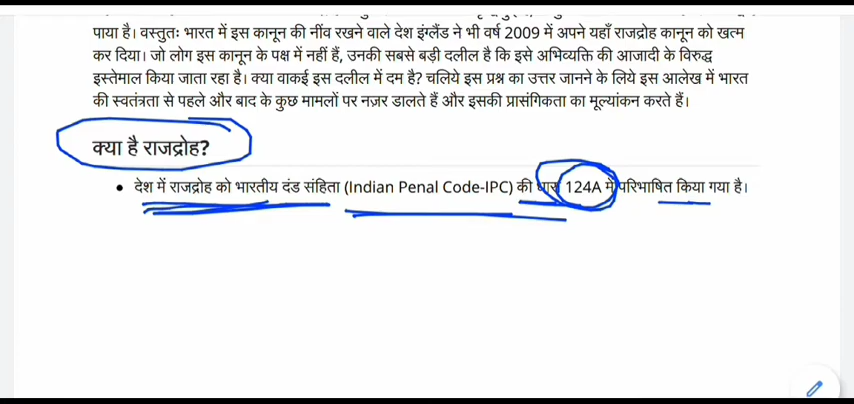 पाया है। वस्तुतः भारत में इस कानून की नींव रखने वाले देश इंग्लैंड ने भी वर्ष 2009 में अपने यहाँ राजद्रोह कानून को खत्म
कर दिया। जो लोग इस कानून के पक्ष में नहीं हैं, उनकी सबसे बड़ी दलील है कि इसे अभिव्यक्ति की आजादी के विरुद्ध
इस्तेमाल किया जाता रहा है। क्या वाकई इस दलील में दम है? चलिये इस प्रश्न का उत्तर जानने के लिये इस आलेख में भारत
की स्वतंत्रता से पहले और बाद के कुछ मामलों पर नज़र डालते हैं और इसकी प्रासंगिकता का मूल्यांकन करते हैं।
क्या है राजद्रोह?
• देश में राजद्रोह को भारतीय दंड संहिता (Indian Penal Code-IPC) की धारा 124A में परिभाषित किया गया है।